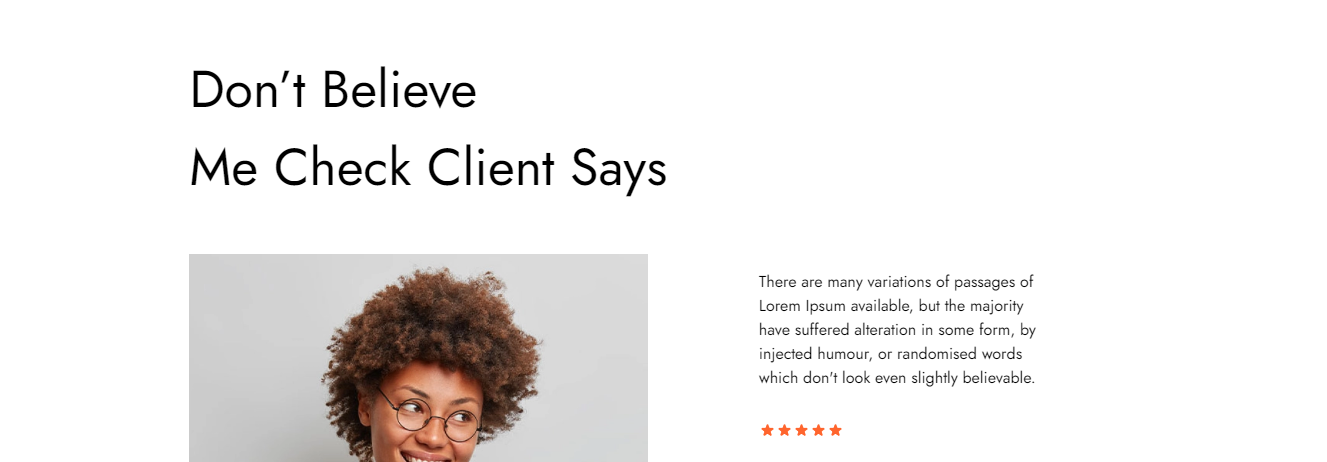 Don’t Believe
Me Check Client Says
There are many variations of passages of
Lorem Ipsum available, but the majority
have suffered alteration in some form, by
injected humour, or randomised words
which don't look even slightly believable.